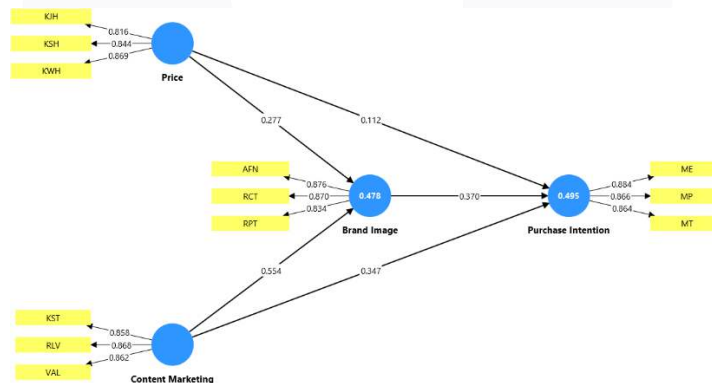 KJH
0.816
KSH
0.844
KWH
0.869
Price
0.277
0.112
AFN
0.876
RCT
0.870
RPT
0.834
0.478
Brand Image
0.370
0.495
Purchase Intention
ME
0.884
MP
0.866
MT
0.864
0.554
0.347
KST
0.858
RLV
0.868
VAL
0.862
Content Marketing